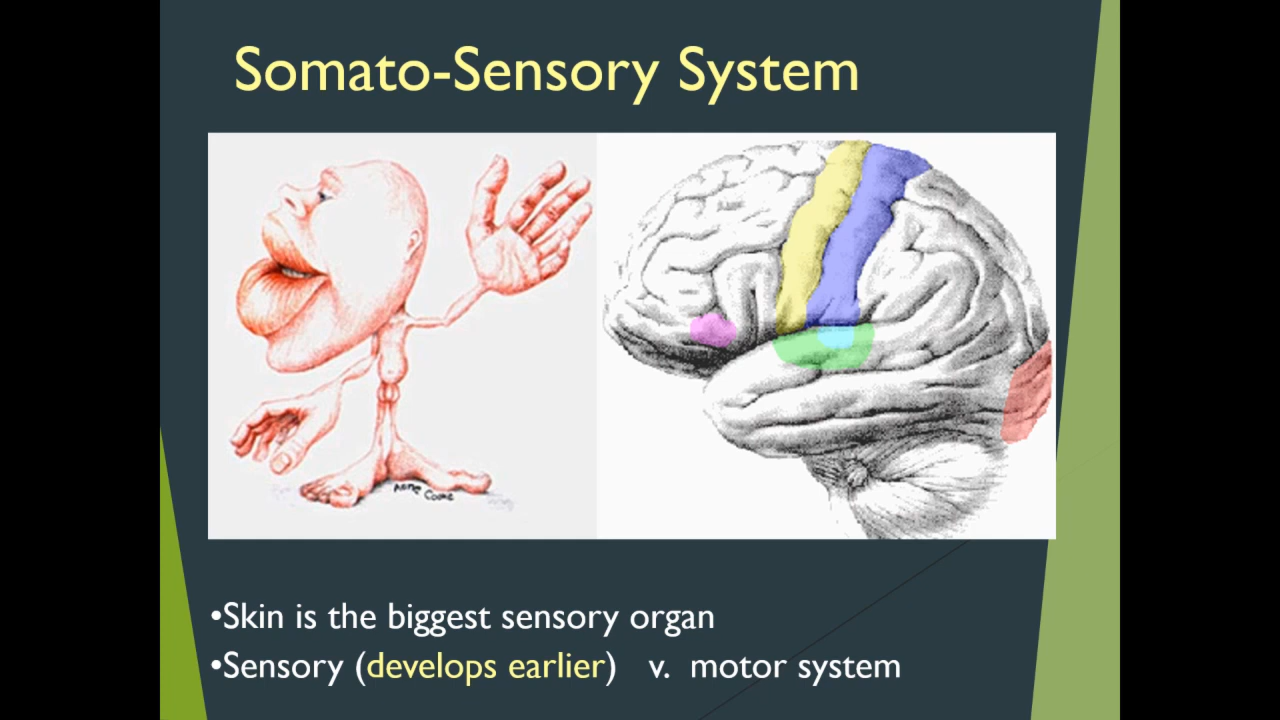 Somato-Sensory System
•Skin is the biggest sensory organ
•Sensory (develops earlier) v. motor system